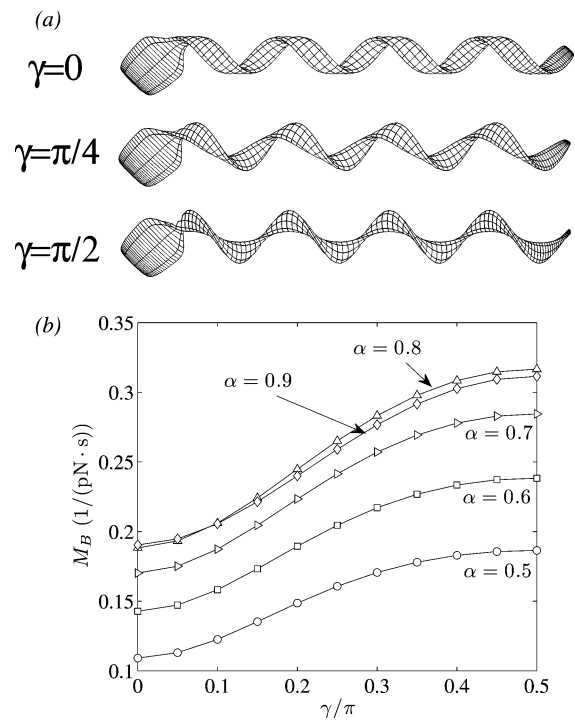 (a)
γ=0
γ=π/4
γ=π/2
(b)
0.35
0.3
0.25
0.2
0.15
0.1
M_B (1/(pN · s))
α = 0.8
α = 0.9
α = 0.7
α = 0.6
α = 0.5
0 0.1 0.2 0.3 0.4 0.5
γ/π